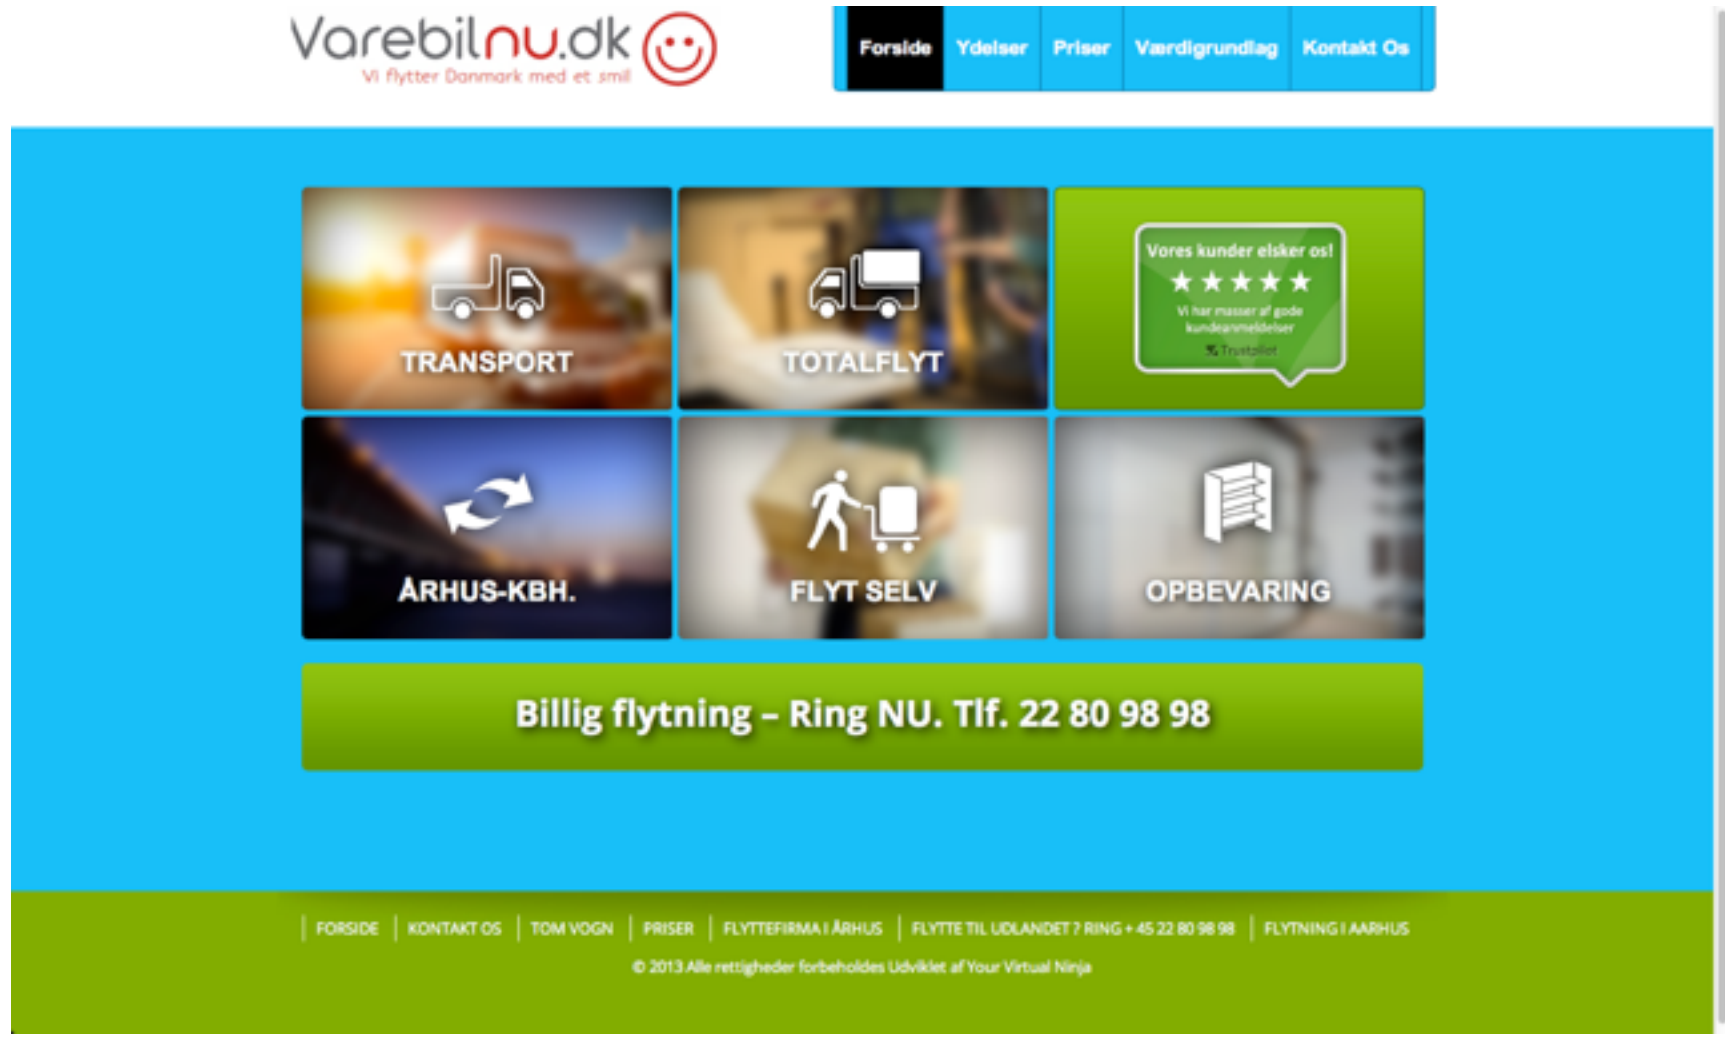 Varebilnu.dk
Vi flytter Danmark med et smil
Forside Ydelser Priser Værdigrundlag Kontakt Os
TRANSPORT
TOTALFLYT
Vores kunder elsker os!
Vi har masser af gode
kundeanmeldelser
Trustpilot
ÅRHUS-KBH.
FLYT SELV
OPBEVARING
Billig flytning – Ring NU. Tlf. 22 80 98 98
FORSIDE KONTAKT OS TOM VOGN PRISER FLYTTEFIRMA I ÅRHUS FLYTTE TIL UDLANDET ? RING + 45 22 80 98 98 FLYTNING I AARHUS
© 2013 Alle rettigheder forbeholdes Udviklet af Your Virtual Ninja